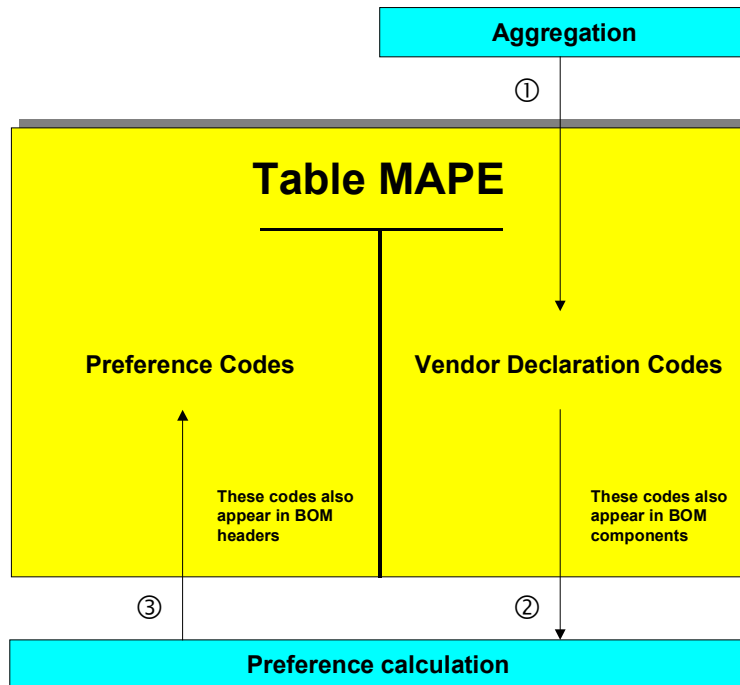 Aggregation
①
Table MAPE
Preference Codes
Vendor Declaration Codes
These codes also
appear in BOM
headers
These codes also
appear in BOM
components
③
②
Preference calculation